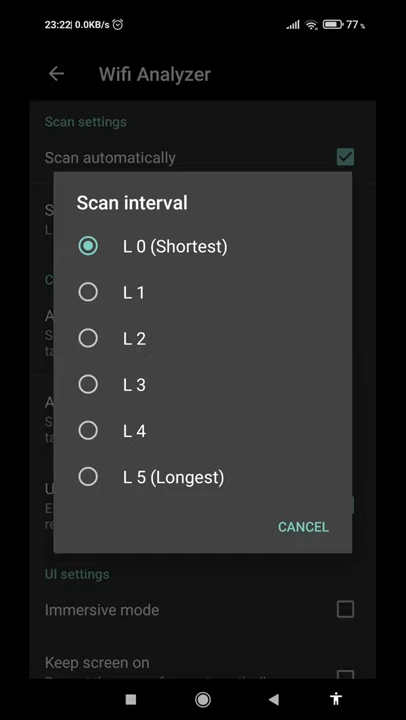 23:22 0.0KB/s
77%
Wifi Analyzer
Scan settings
Scan automatically
Scan interval
L 0 (Shortest)
L 1
L 2
L 3
L 4
L 5 (Longest)
CANCEL
UI settings
Immersive mode
Keep screen on